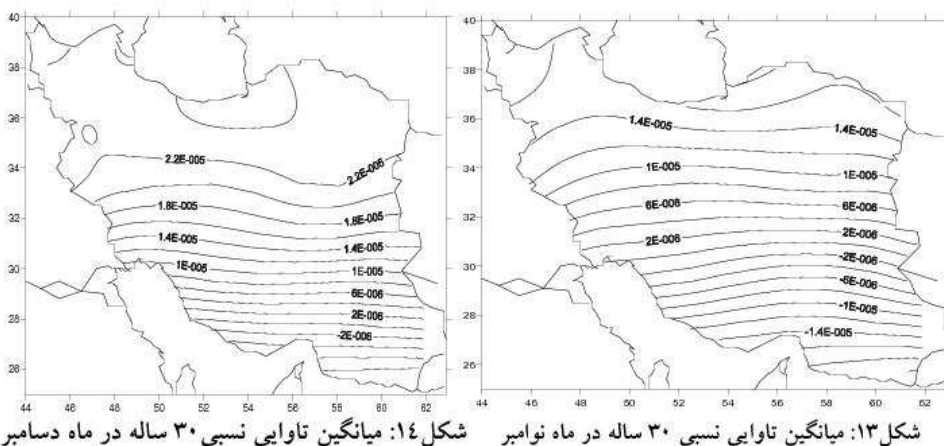 40
38
36
34
32
30
28
26
2.2E-005
2.2E-005
1.8E-005
1.8E-005
1.4E-005
1.4E-005
1E-005
1E-005
6E-006
2E-006
-2E-006
44 46 48 50 52 54 56 58 60 62
شکل۱۴: میانگین تاوایی نسبی ۳۰ ساله در ماه دسامبر
40
38
36
34
32
30
28
26
1.4E-005
1.4E-005
1E-005
1E-005
6E-006
6E-006
2E-006
2E-006
-2E-006
-6E-006
-1E-005
-1.4E-005
44 46 48 50 52 54 56 58 60 62
شکل۱۳: میانگین تاوایی نسبی ۳۰ ساله در ماه نوامبر